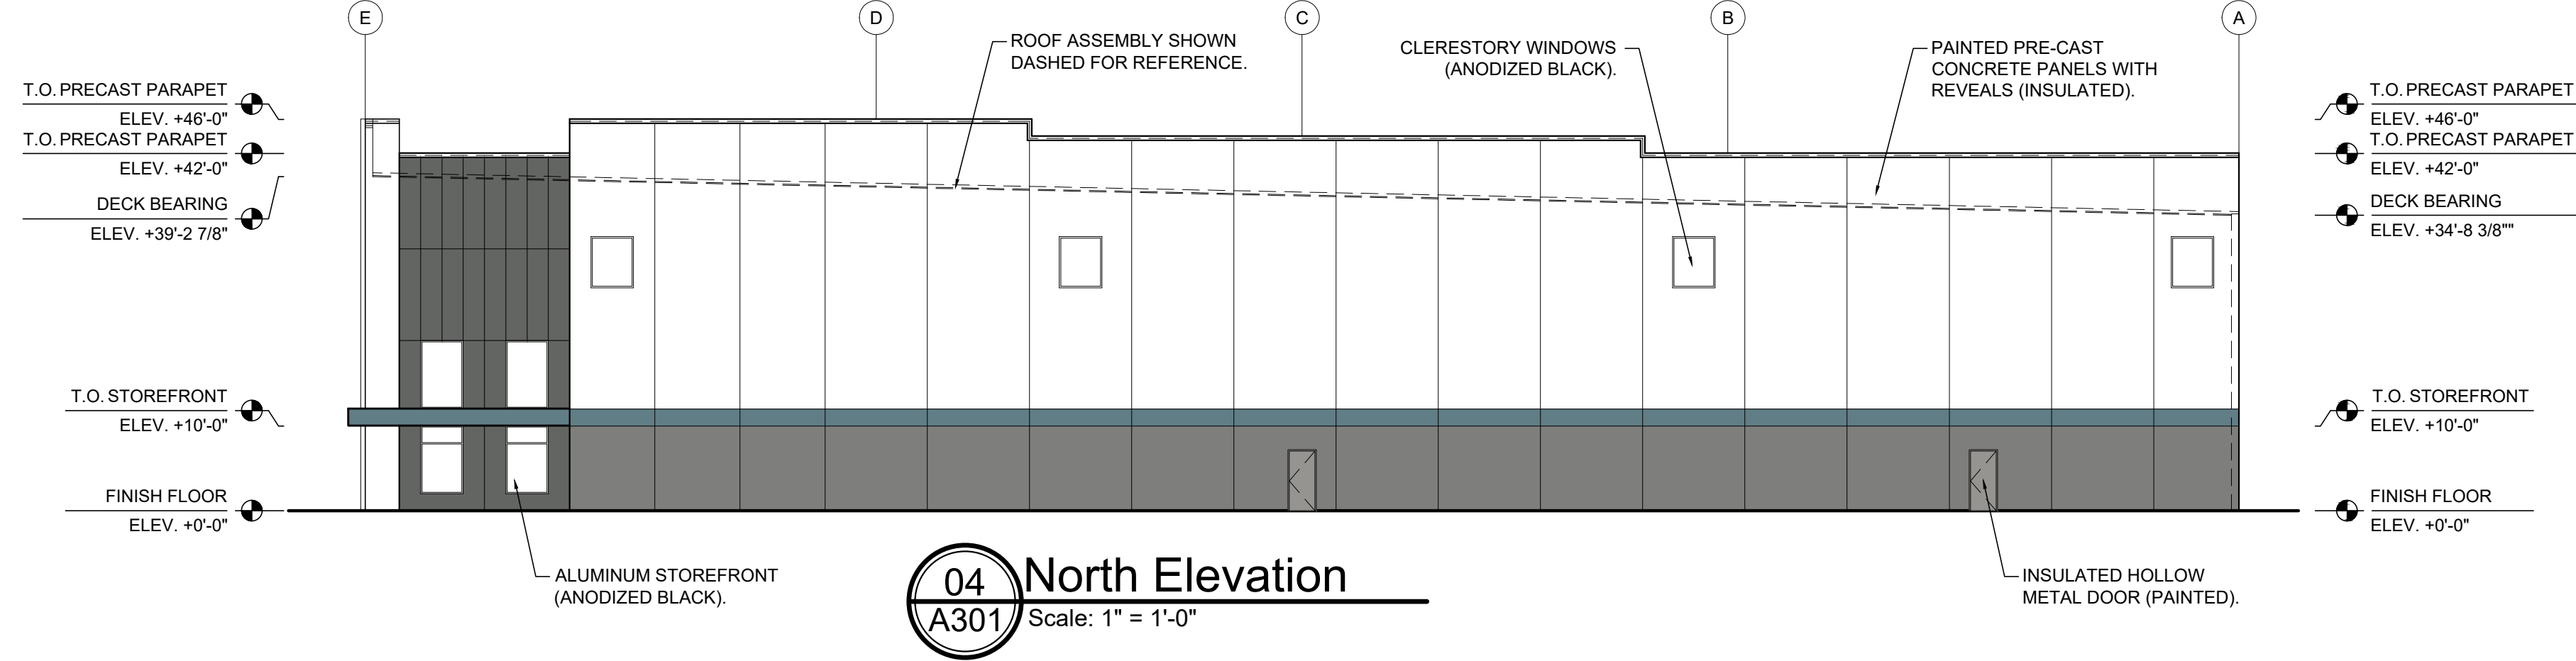 E
D
C
B
A
ROOF ASSEMBLY SHOWN
DASHED FOR REFERENCE.
CLERESTORY WINDOWS
(ANODIZED BLACK).
PAINTED PRE-CAST
CONCRETE PANELS WITH
REVEALS (INSULATED).
T.O. PRECAST PARAPET
ELEV. +46'-0"
T.O. PRECAST PARAPET
ELEV. +42'-0"
DECK BEARING
ELEV. +39'-2 7/8"
T.O. STOREFRONT
ELEV. +10'-0"
FINISH FLOOR
ELEV. +0'-0"
T.O. PRECAST PARAPET
ELEV. +46'-0"
T.O. PRECAST PARAPET
ELEV. +42'-0"
DECK BEARING
ELEV. +34'-8 3/8""
T.O. STOREFRONT
ELEV. +10'-0"
FINISH FLOOR
ELEV. +0'-0"
ALUMINUM STOREFRONT
(ANODIZED BLACK).
INSULATED HOLLOW
METAL DOOR (PAINTED).
04
A301
North Elevation
Scale: 1" = 1'-0"